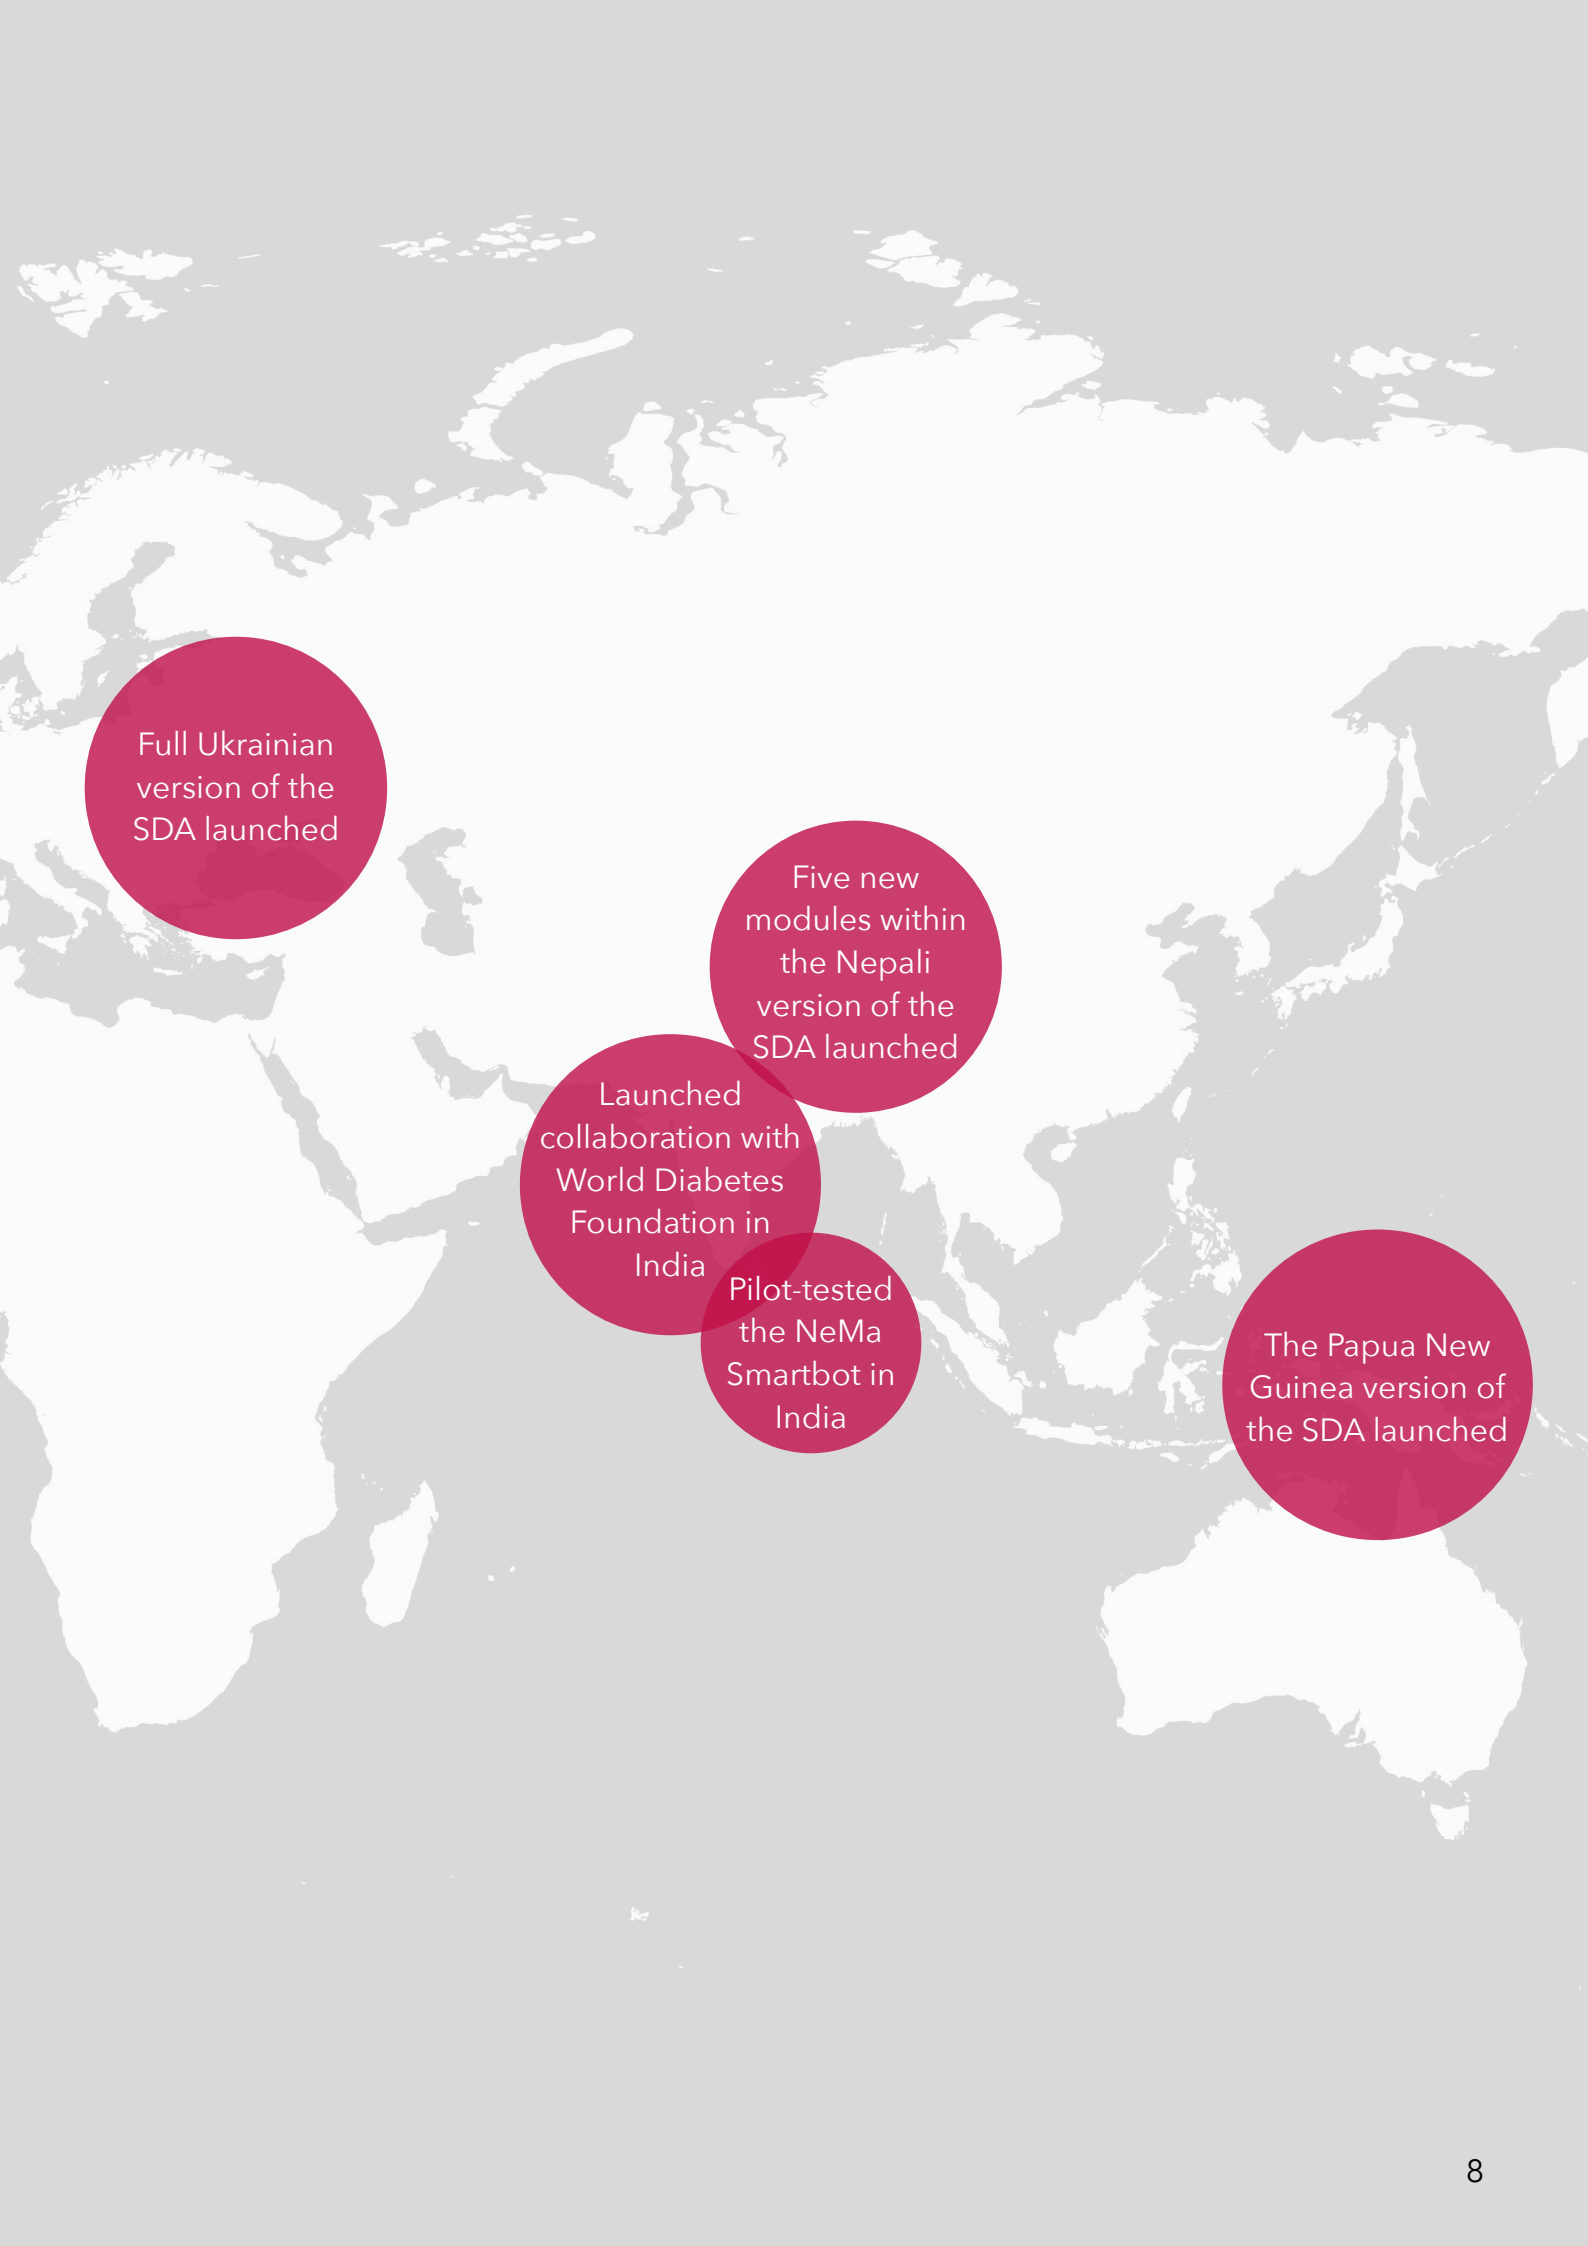 Full Ukrainian
version of the
SDA launched
Five new
modules within
the Nepali
version of the
SDA launched
Launched
collaboration with
World Diabetes
Foundation in
India
Pilot-tested
the NeMa
Smartbot in
India
The Papua New
Guinea version of
the SDA launched
8